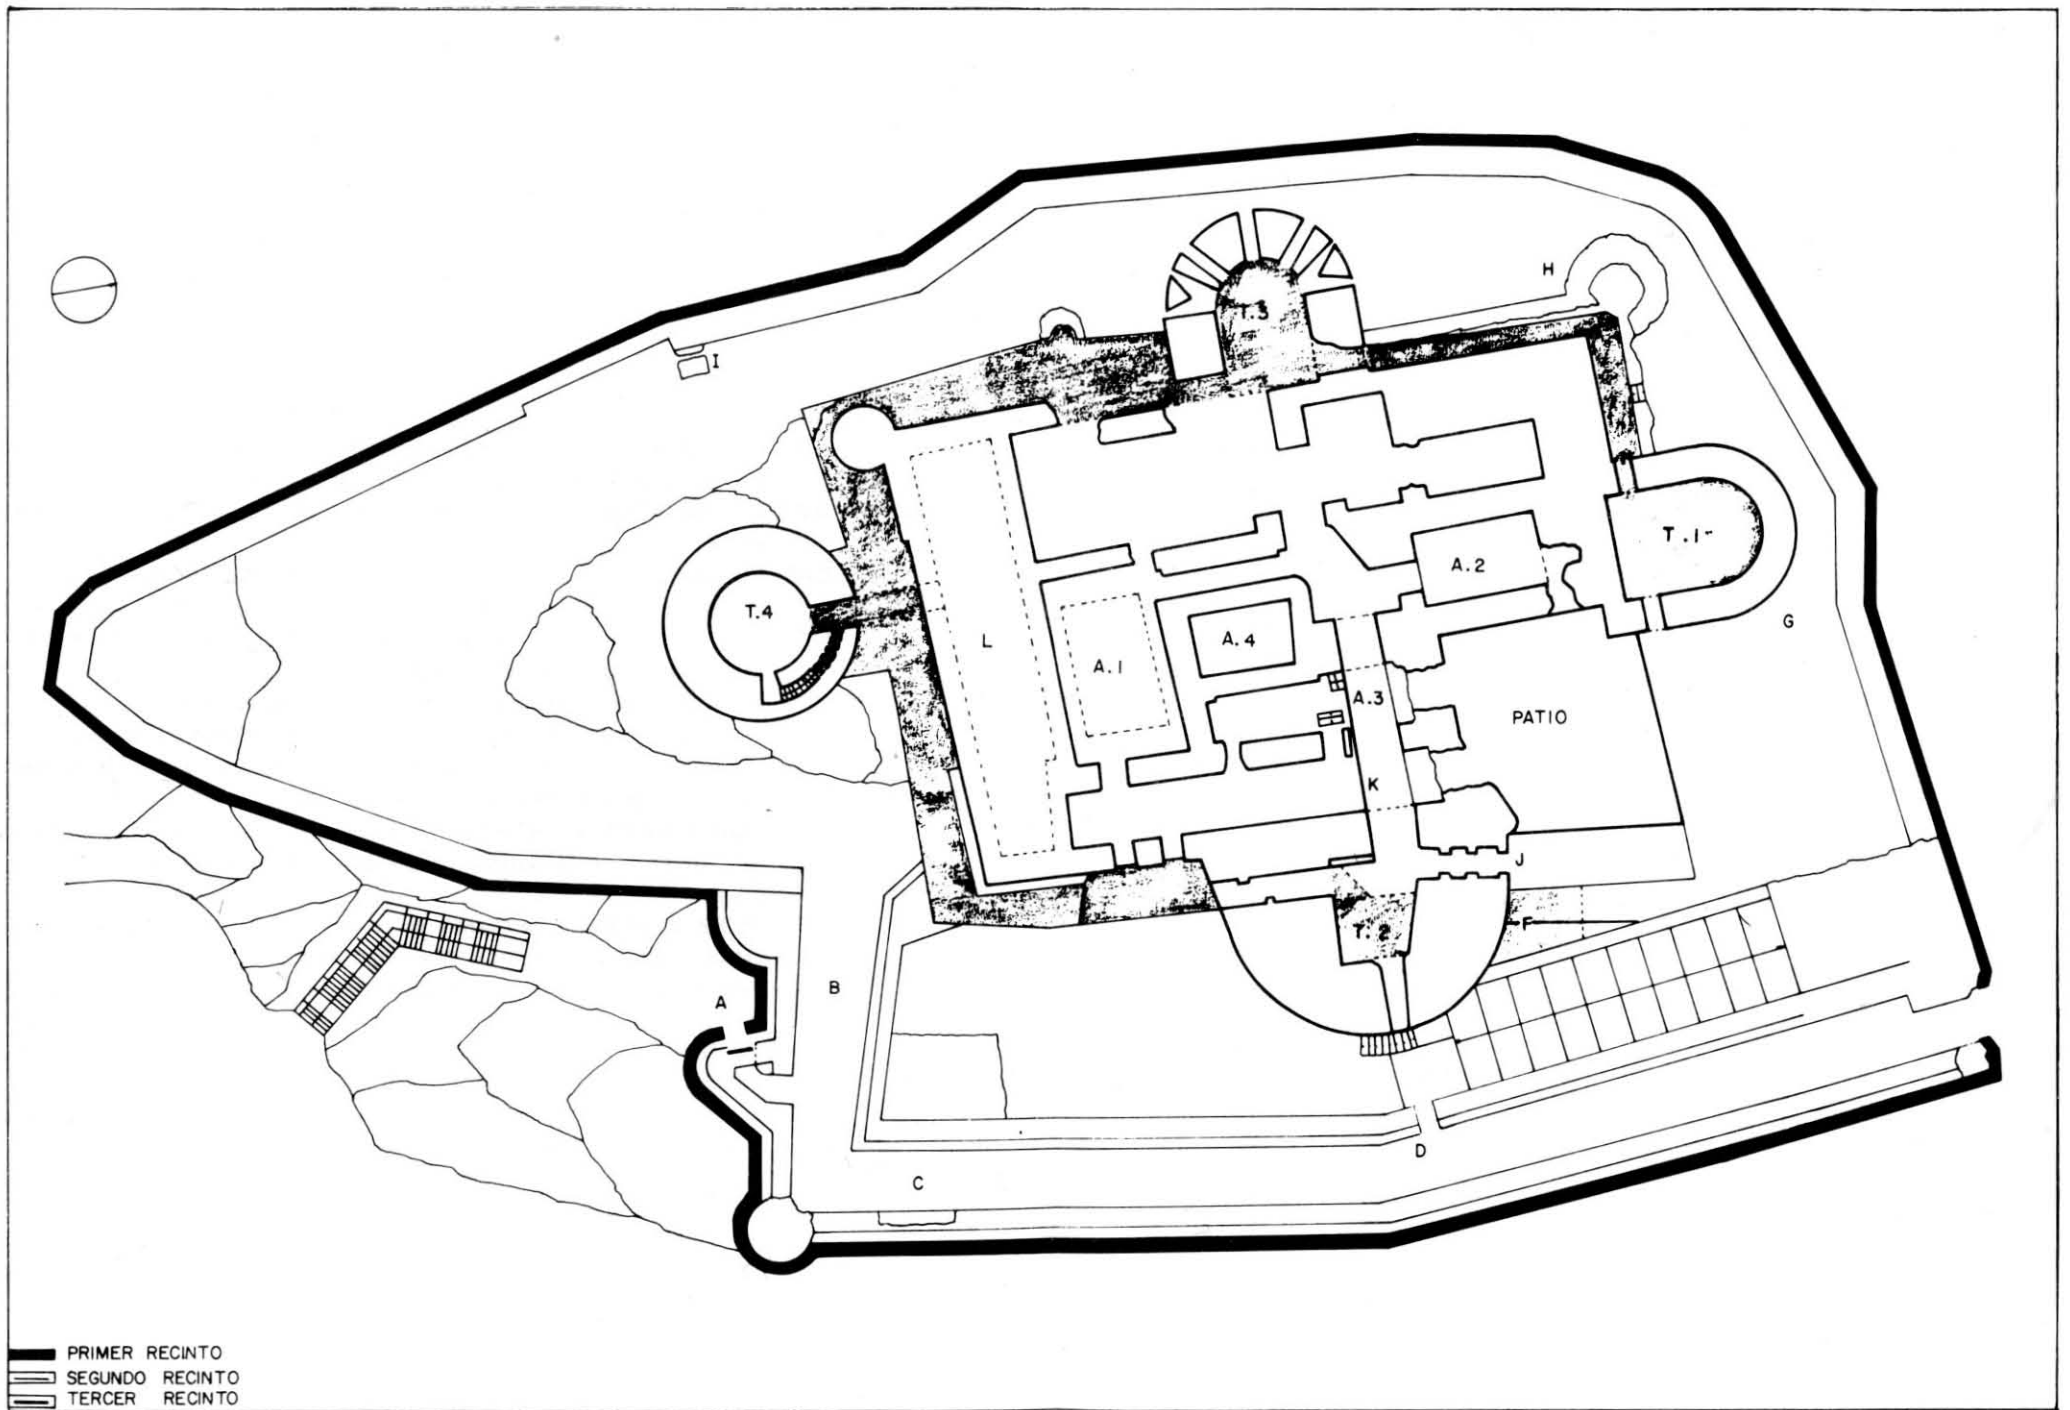 H
T.3
I
T.1
A.2
G
T.4
A.4
L
A.1
A.3
PATIO
K
J
F
T.2
B
A
D
C
PRIMER RECINTO
SEGUNDO RECINTO
TERCER RECINTO